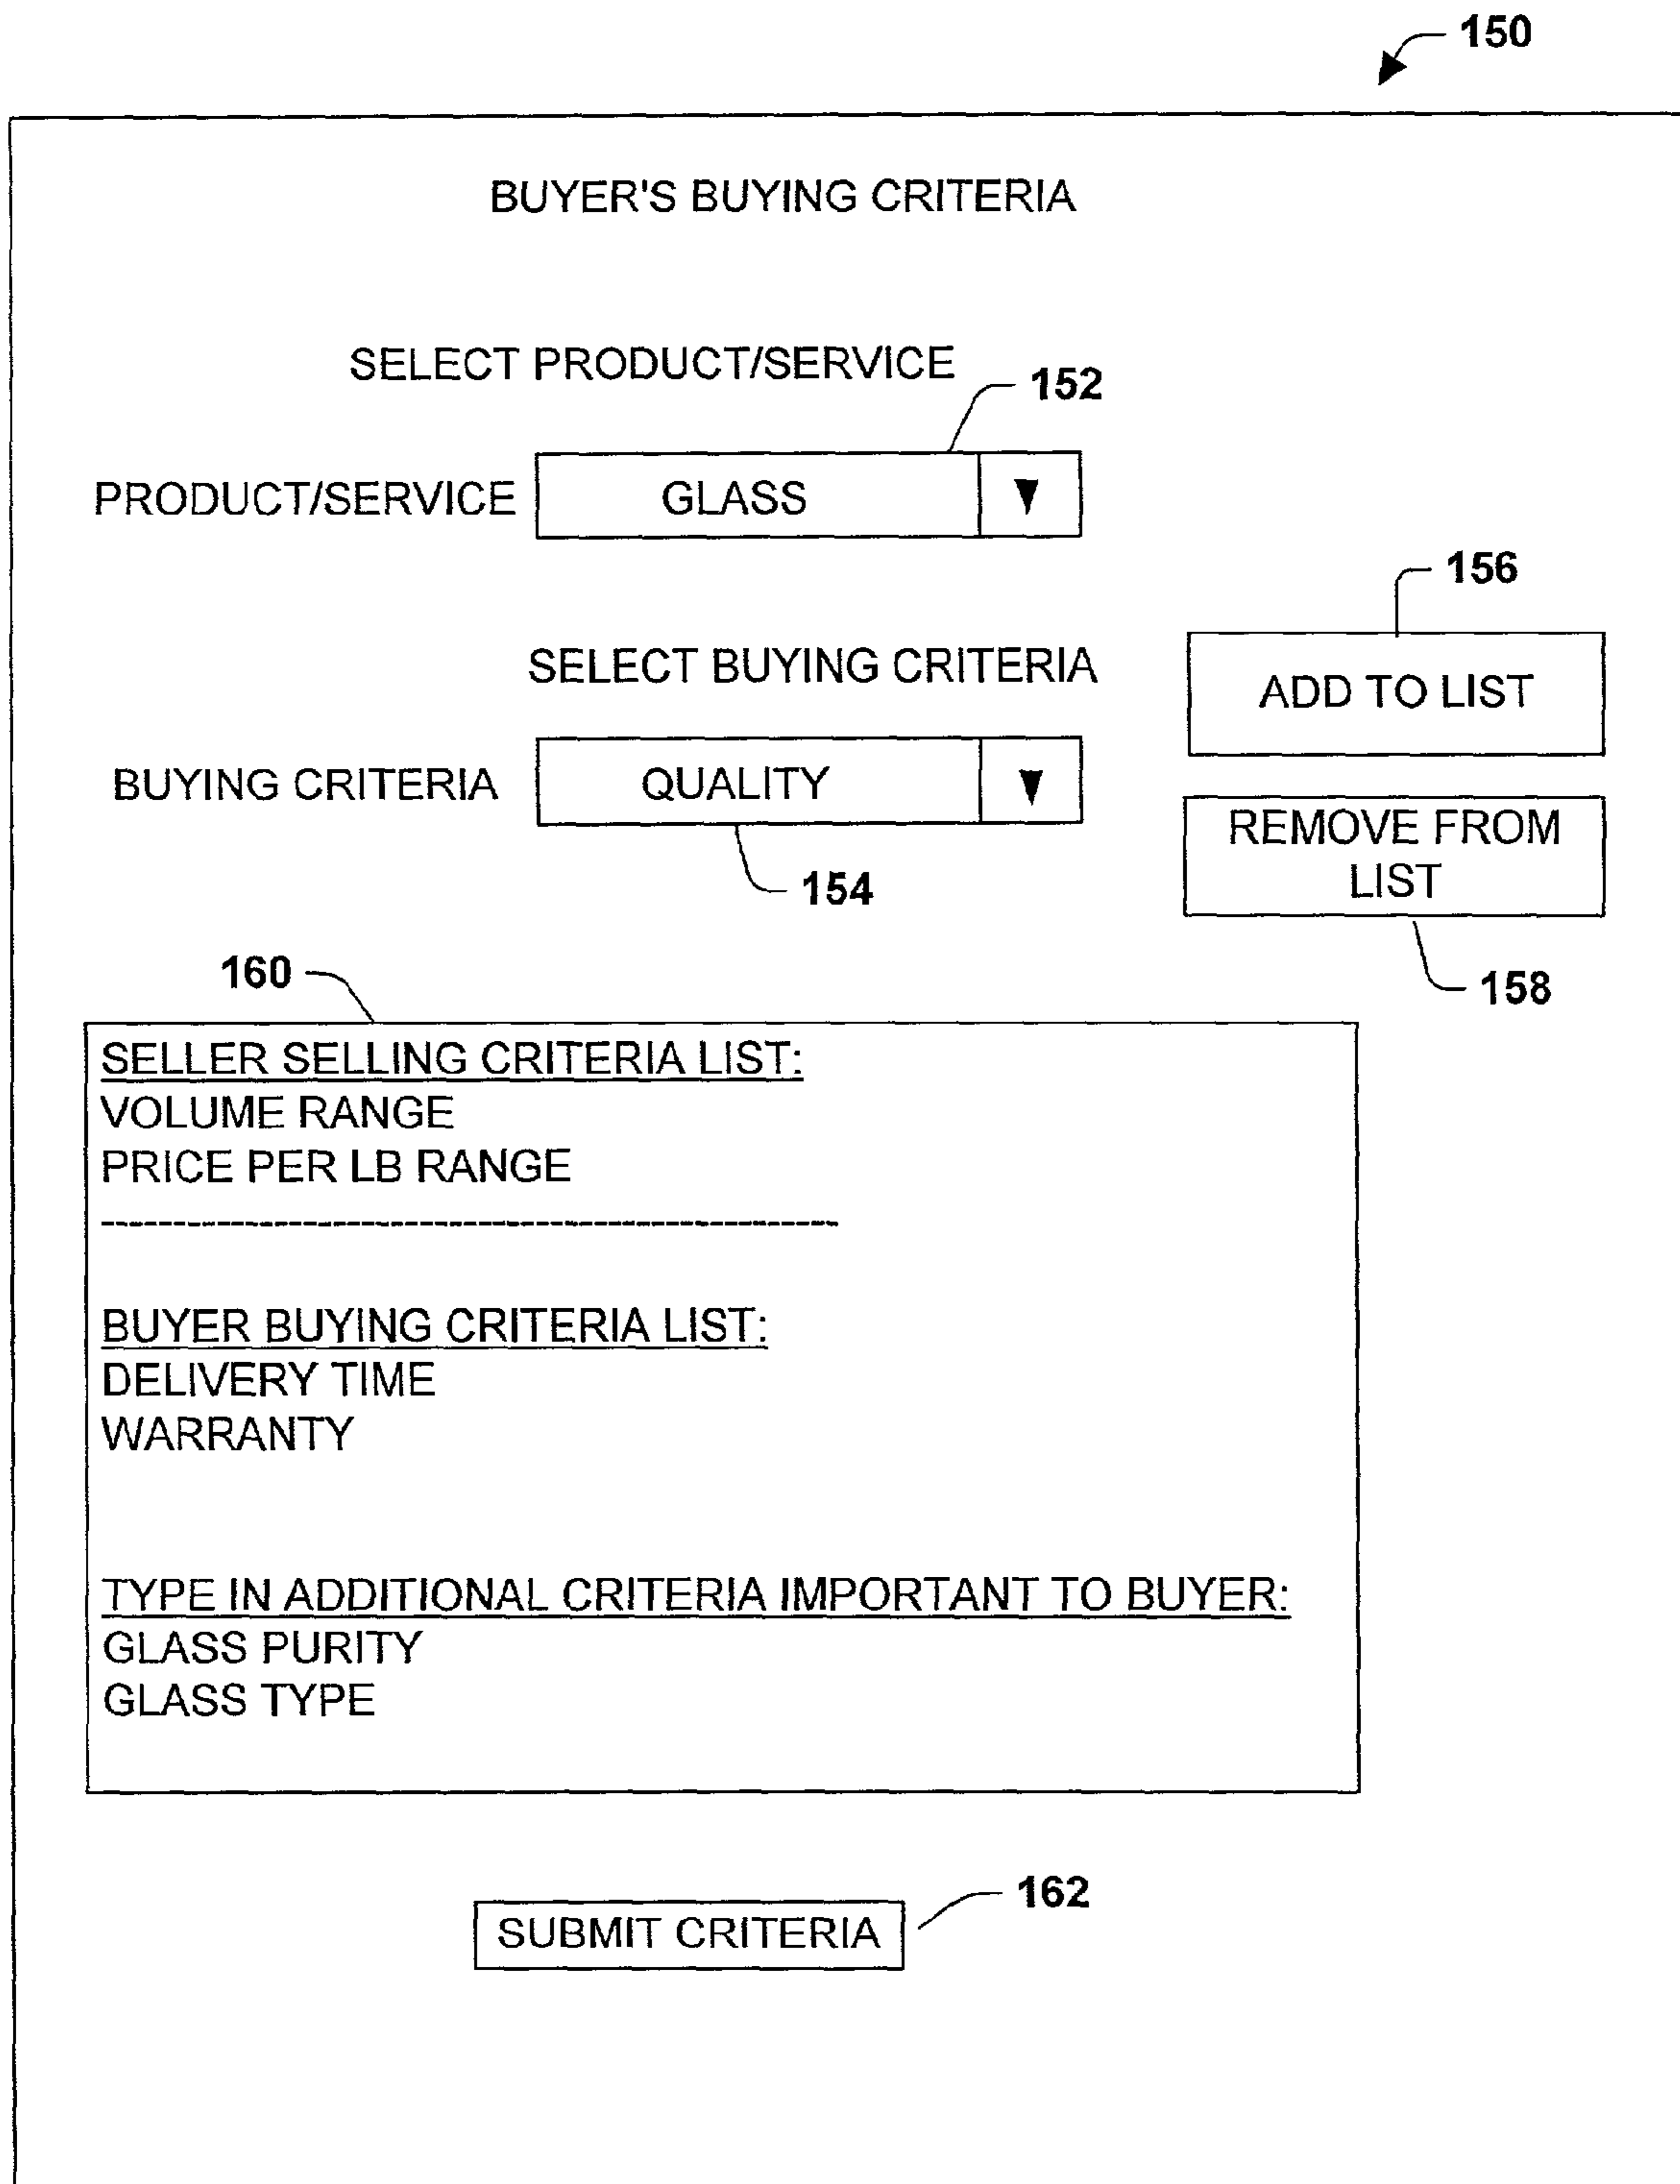 150
BUYER'S BUYING CRITERIA
SELECT PRODUCT/SERVICE
152
PRODUCT/SERVICE GLASS
156
SELECT BUYING CRITERIA
ADD TO LIST
BUYING CRITERIA QUALITY
REMOVE FROM
LIST
154
158
160
SELLER SELLING CRITERIA LIST:
VOLUME RANGE
PRICE PER LB RANGE
---------------------------------------------------
BUYER BUYING CRITERIA LIST:
DELIVERY TIME
WARRANTY
TYPE IN ADDITIONAL CRITERIA IMPORTANT TO BUYER:
GLASS PURITY
GLASS TYPE
162
SUBMIT CRITERIA